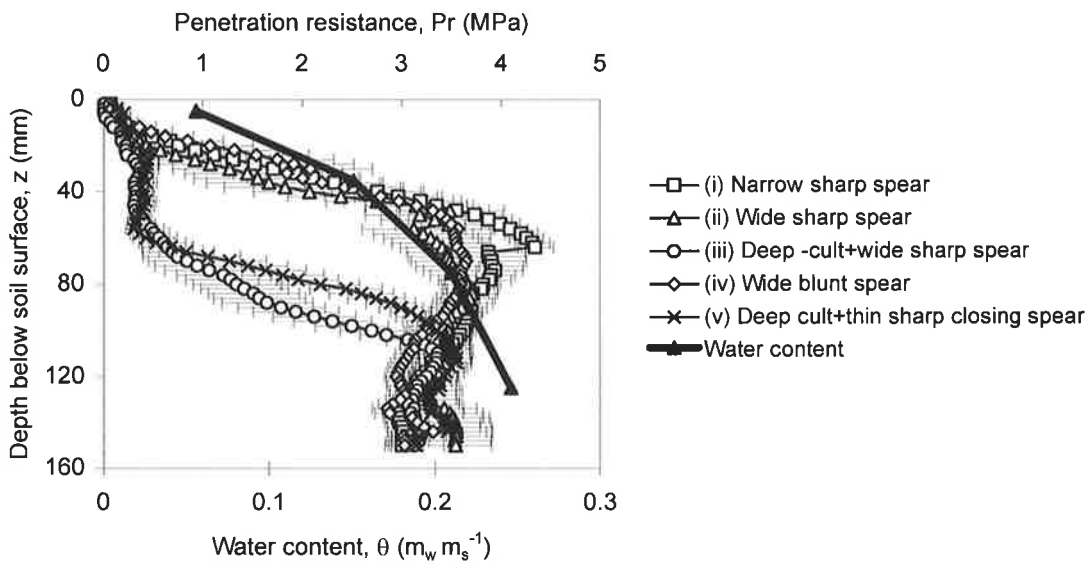 Penetration resistance, Pr (MPa)
0 1 2 3 4 5
Depth below soil surface, z (mm)
0
40
80
120
160
0 0.1 0.2 0.3
Water content, θ (m_w m_s^-1)
(i) Narrow sharp spear
(ii) Wide sharp spear
(iii) Deep -cult+wide sharp spear
(iv) Wide blunt spear
(v) Deep cult+thin sharp closing spear
Water content